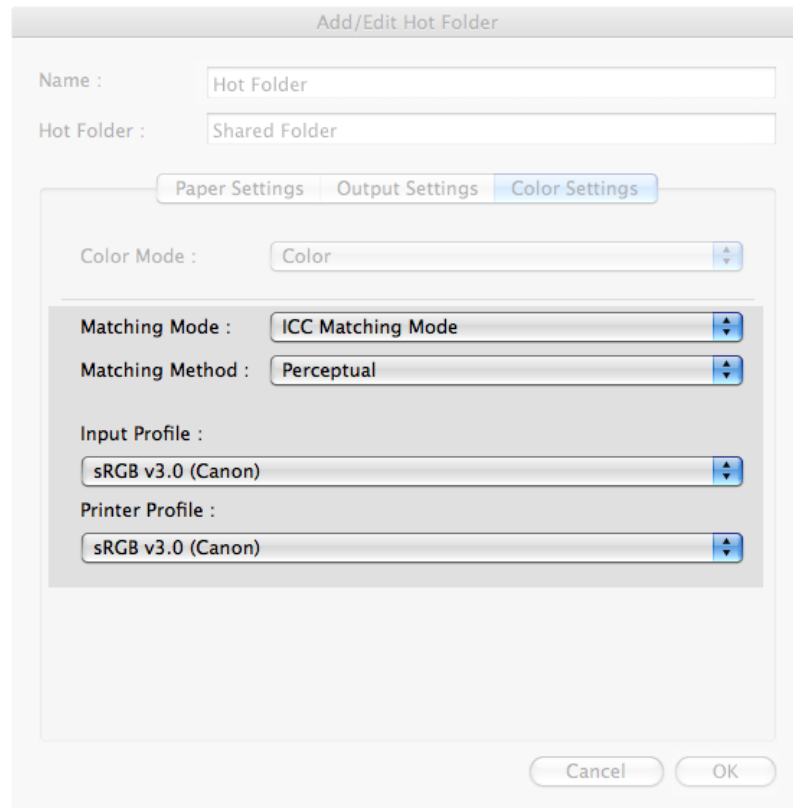 Add/Edit Hot Folder
Name : Hot Folder
Hot Folder : Shared Folder
Paper Settings Output Settings Color Settings
Color Mode : Color
Matching Mode : ICC Matching Mode
Matching Method : Perceptual
Input Profile :
sRGB v3.0 (Canon)
Printer Profile :
sRGB v3.0 (Canon)
Cancel OK